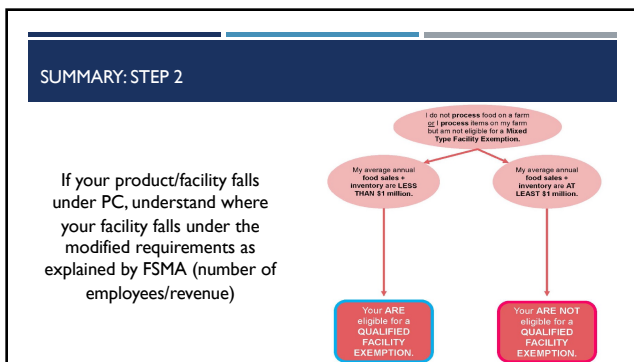 SUMMARY: STEP 2
If your product/facility falls
under PC, understand where
your facility falls under the
modified requirements as
explained by FSMA (number of
employees/revenue)
I do not process food on a farm
or I process items on my farm
but am not eligible for a Mixed
Type Facility Exemption.
My average annual
food sales +
inventory are LESS
THAN $1 million.
My average annual
food sales +
inventory are AT
LEAST $1 million.
Your ARE
eligible for a
QUALIFIED
FACILITY
EXEMPTION.
Your ARE NOT
eligible for a
QUALIFIED
FACILITY
EXEMPTION.